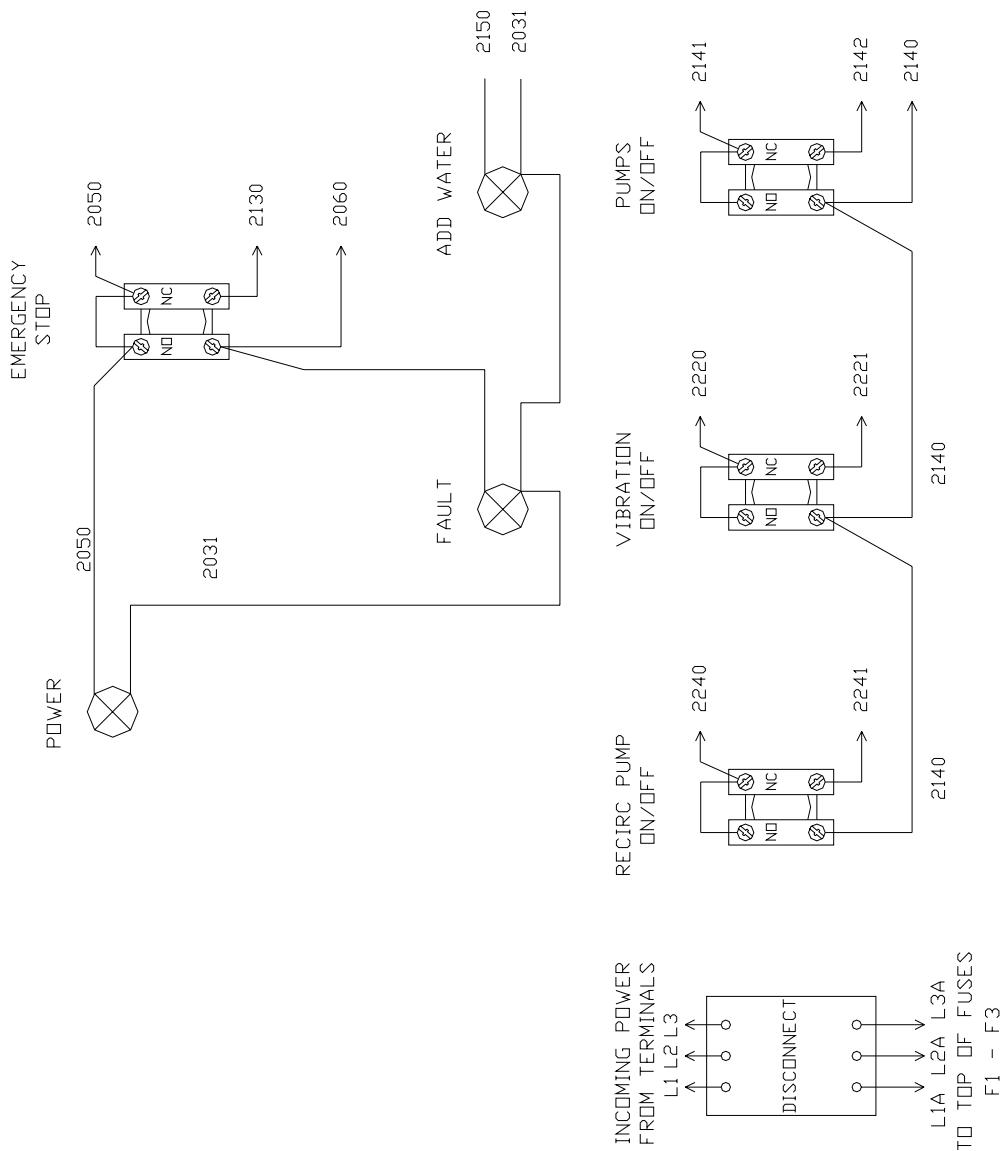 EMERGENCY
STOP
2050
2130
2060
NC
NO
2050
2031
POWER
FAULT
ADD WATER
2150
2031
INCOMING POWER
FROM TERMINALS
L1 L2 L3
DISCONNECT
L1A L2A L3A
TO TOP OF FUSES
F1 - F3
RECIRC PUMP
ON/OFF
2240
2241
NC
NO
2140
VIBRATION
ON/OFF
2220
2221
NC
NO
2140
PUMPS
ON/OFF
2141
2142
2140
NC
NO